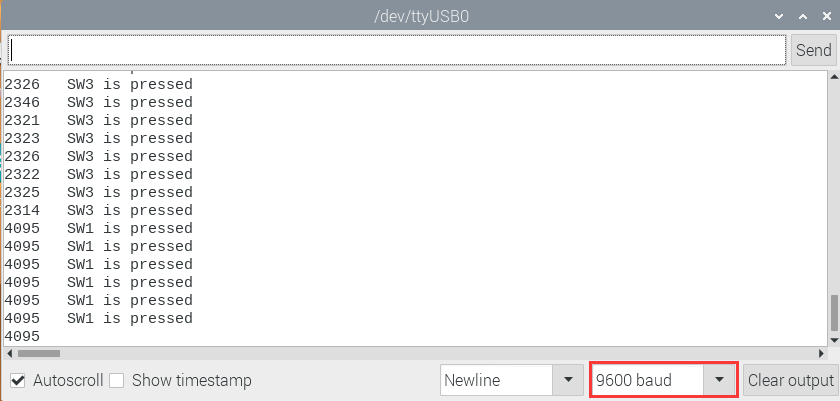 /dev/ttyUSB0
Send
2326   SW3 is pressed
2346   SW3 is pressed
2321   SW3 is pressed
2323   SW3 is pressed
2326   SW3 is pressed
2322   SW3 is pressed
2325   SW3 is pressed
2314   SW3 is pressed
4095   SW1 is pressed
4095   SW1 is pressed
4095   SW1 is pressed
4095   SW1 is pressed
4095   SW1 is pressed
4095   SW1 is pressed
4095
Autoscroll Show timestamp Newline 9600 baud Clear output